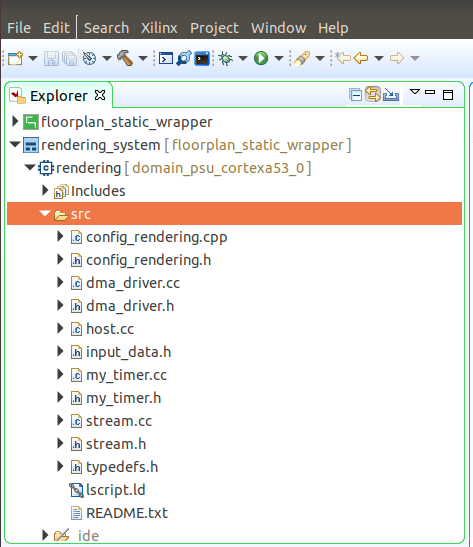 File Edit Search Xilinx Project Window Help
Explorer
floorplan_static_wrapper
rendering_system [ floorplan_static_wrapper ]
rendering [ domain_psu_cortexa53_0 ]
Includes
src
config_rendering.cpp
config_rendering.h
dma_driver.cc
dma_driver.h
host.cc
input_data.h
my_timer.cc
my_timer.h
stream.cc
stream.h
typedefs.h
lscript.ld
README.txt
ide